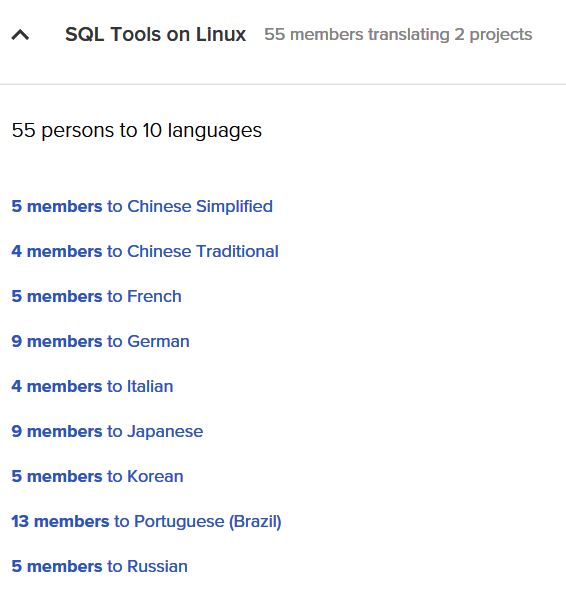 SQL Tools on Linux 55 members translating 2 projects
55 persons to 10 languages
5 members to Chinese Simplified
4 members to Chinese Traditional
5 members to French
9 members to German
4 members to Italian
9 members to Japanese
5 members to Korean
13 members to Portuguese (Brazil)
5 members to Russian